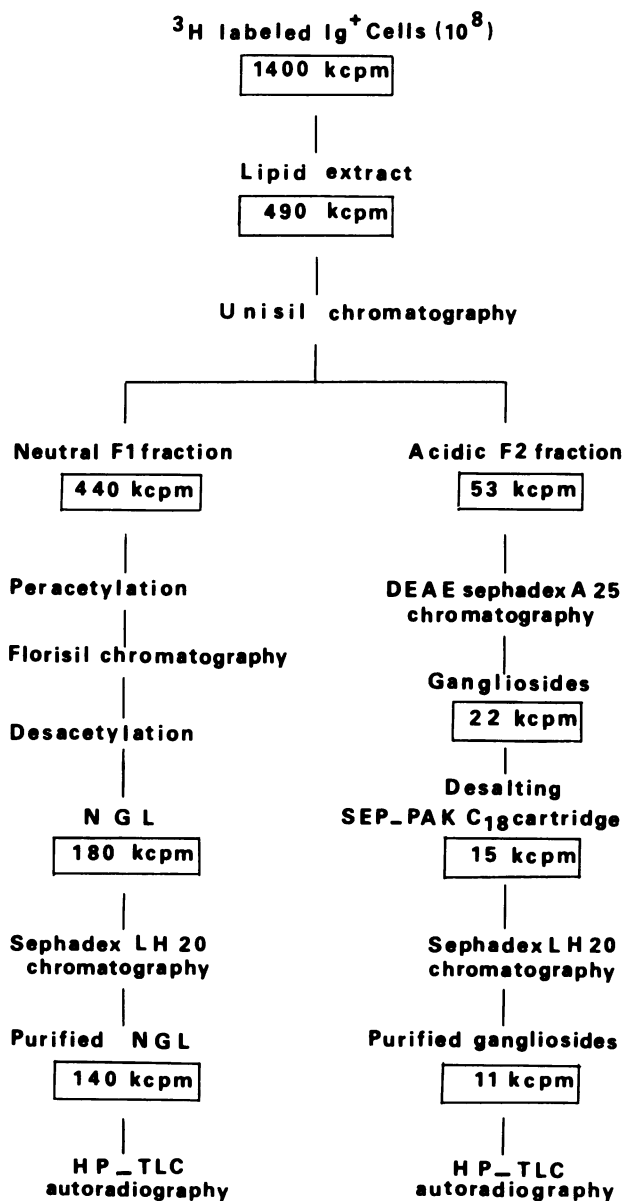 ³H labeled Ig⁺ Cells (10⁸)
1400 kcpm
Lipid extract
490 kcpm
Unisil chromatography
Neutral F1 fraction
440 kcpm
Peracetylation
Florisil chromatography
Desacetylation
NGL
180 kcpm
Sephadex LH 20
chromatography
Purified NGL
140 kcpm
HP_TLC
autoradiography
Acidic F2 fraction
53 kcpm
DEAE sephadex A 25
chromatography
Gangliosides
22 kcpm
Desalting
SEP_PAK C₁₈ cartridge
15 kcpm
Sephadex LH 20
chromatography
Purified gangliosides
11 kcpm
HP_TLC
autoradiography